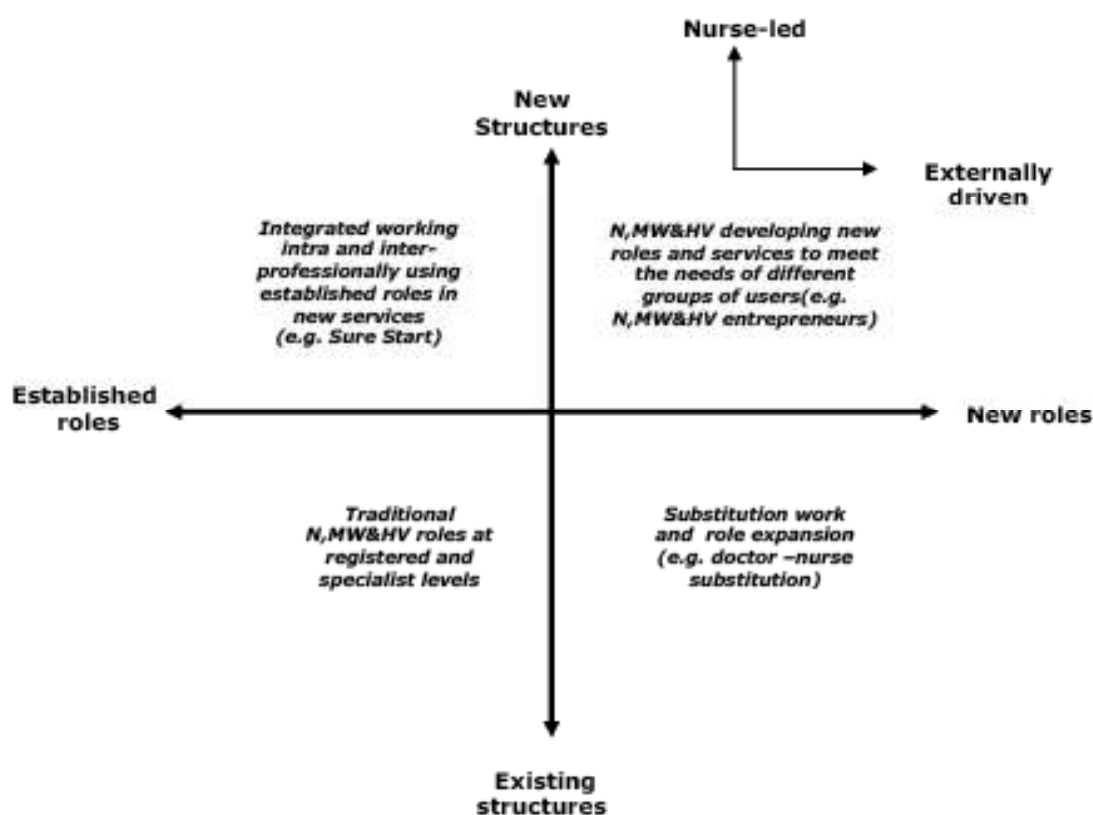 Nurse-led
New
Structures
Externally
driven
Integrated working
intra and inter-
professionally using
established roles in
new services
(e.g. Sure Start)
N,MW&HV developing new
roles and services to meet
the needs of different
groups of users(e.g.
N,MW&HV entrepreneurs)
Established
roles
New roles
Traditional
N,MW&HV roles at
registered and
specialist levels
Substitution work
and role expansion
(e.g. doctor –nurse
substitution)
Existing
structures